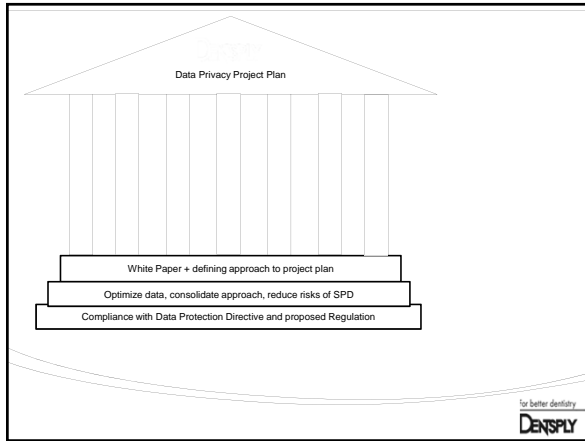 Data Privacy Project Plan
White Paper + defining approach to project plan
Optimize data, consolidate approach, reduce risks of SPD
Compliance with Data Protection Directive and proposed Regulation
for better dentistry
DENTSPLY